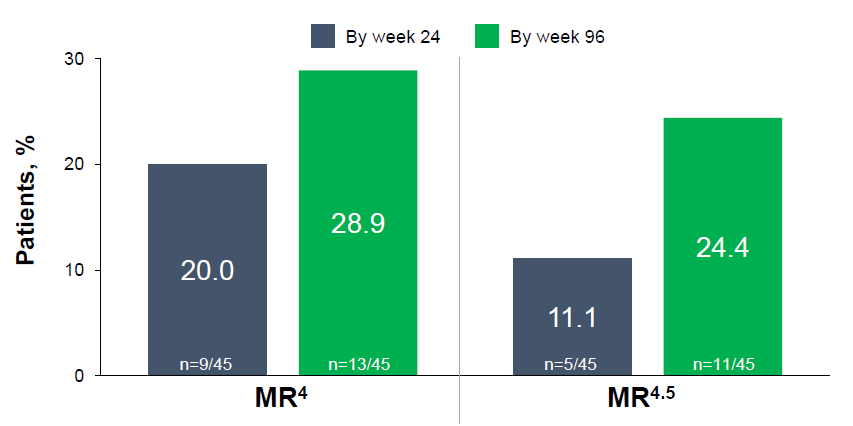 By week 24
By week 96
Patients, %
30
20
10
0
20.0
n=9/45
28.9
n=13/45
11.1
n=5/45
24.4
n=11/45
MR⁴
MR⁴·⁵